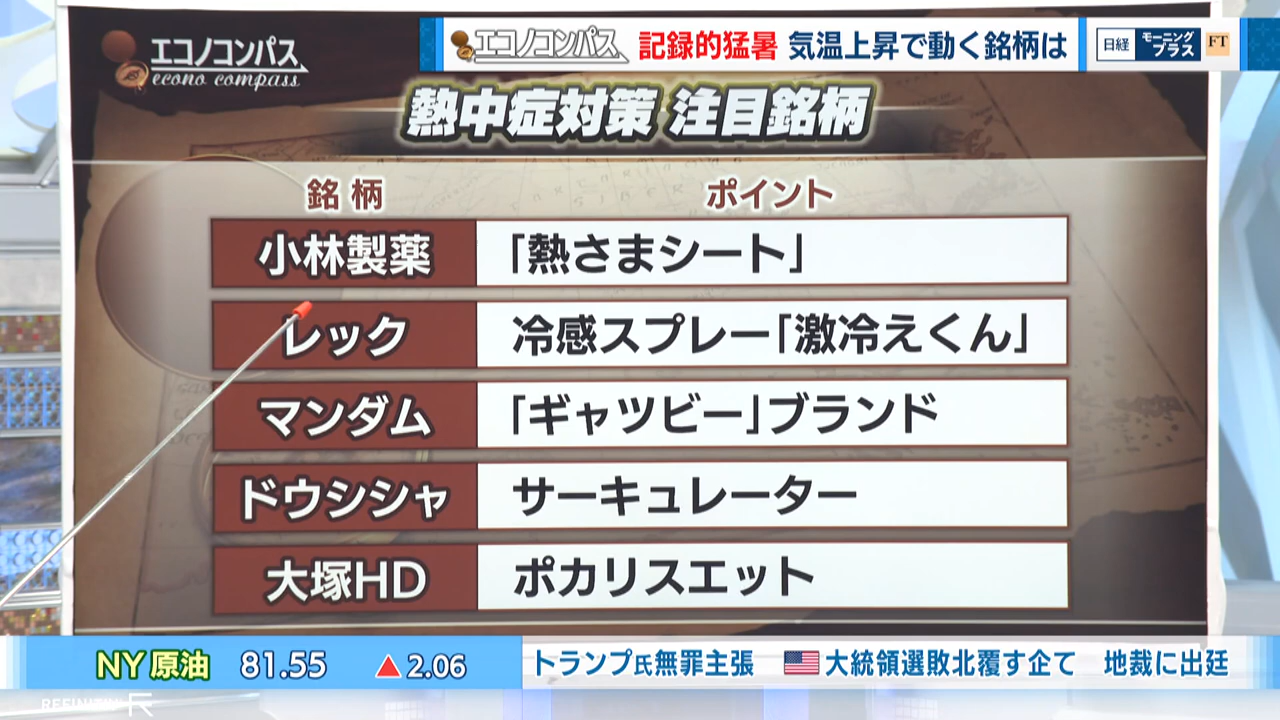 エコノコンパス
econo compass
エコノコンパス 記録的猛暑 気温上昇で動く銘柄は
日経 モーニングプラス FT
熱中症対策 注目銘柄
銘柄 ポイント
小林製薬 「熱さまシート」
レック 冷感スプレー「激冷えくん」
マンダム 「ギャツビー」ブランド
ドウシシャ サーキュレーター
大塚HD ポカリスエット
NY原油 81.55 ▲2.06
トランプ氏無罪主張 大統領選敗北覆す企て 地裁に出廷
REFINITIV